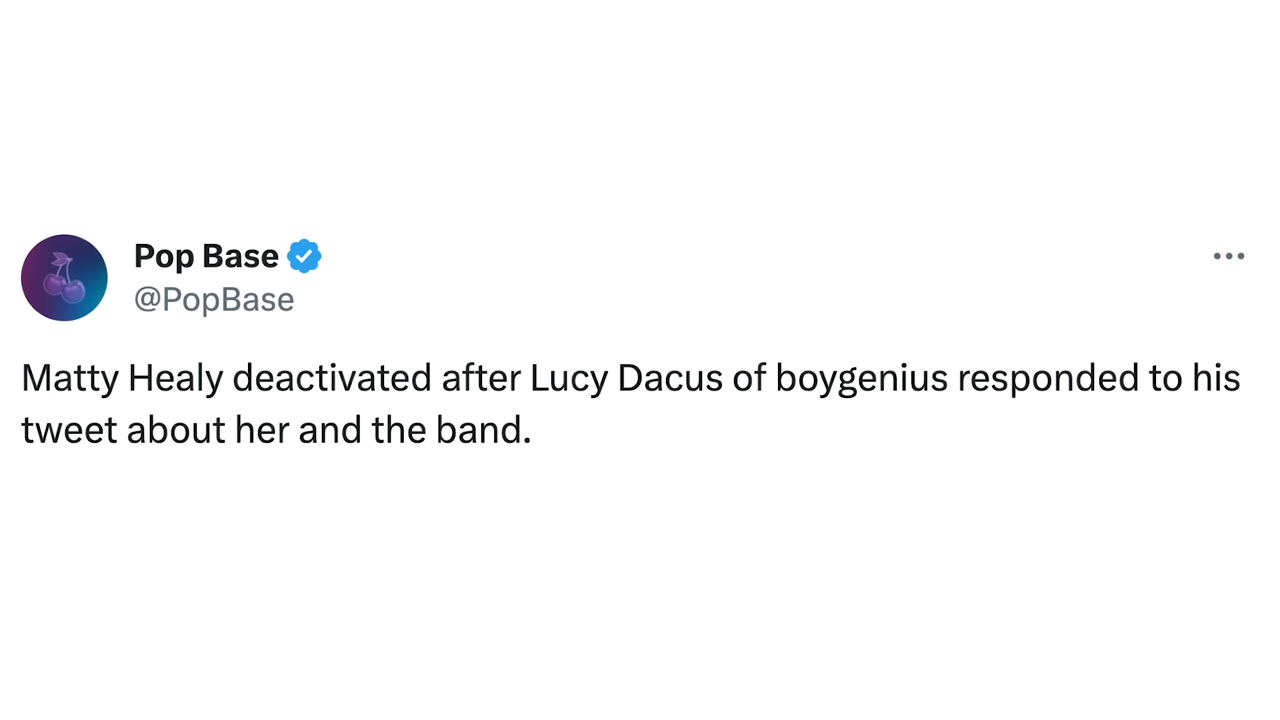 Pop Base
@PopBase
Matty Healy deactivated after Lucy Dacus of boygenius responded to his
tweet about her and the band.